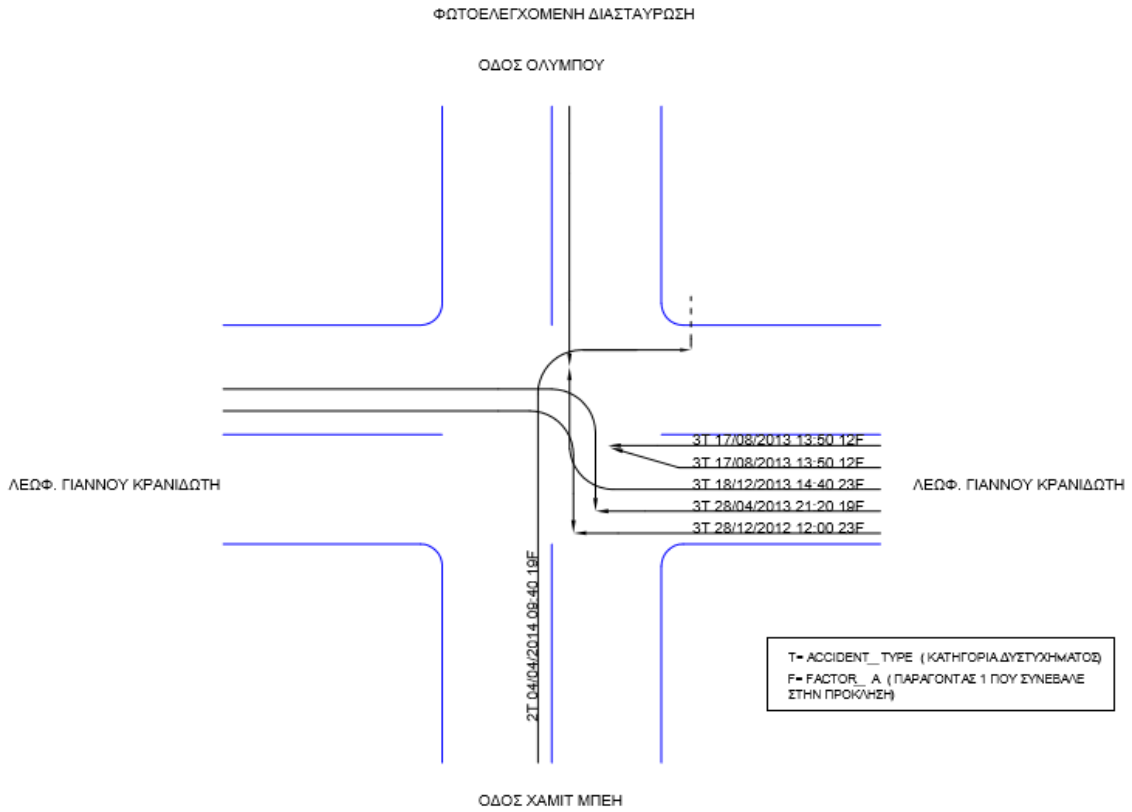 ΦΩΤΟΕΛΕΓΧΟΜΕΝΗ ΔΙΑΣΤΑΥΡΩΣΗ
ΟΔΟΣ ΟΛΥΜΠΟΥ
3T 17/08/2013 13:50 12F
3T 17/08/2013 13:50 12F
ΛΕΩΦ. ΓΙΑΝΝΟΥ ΚΡΑΝΙΔΩΤΗ
3T 18/12/2013 14:40 23F
ΛΕΩΦ. ΓΙΑΝΝΟΥ ΚΡΑΝΙΔΩΤΗ
3T 28/04/2013 21:20 19F
3T 28/12/2012 12:00 23F
2T 04/04/2014 09:40 19F
T= ACCIDENT_ TYPE ( ΚΑΤΗΓΟΡΙΑ ΔΥΣΤΥΧΗΜΑΤΟΣ)
F= FACTOR_ A ( ΠΑΡΑΓΟΝΤΑΣ 1 ΠΟΥ ΣΥΝΕΒΑΛΕ
ΣΤΗΝ ΠΡΟΚΛΗΣΗ)
ΟΔΟΣ ΧΑΜΙΤ ΜΠΕΗ